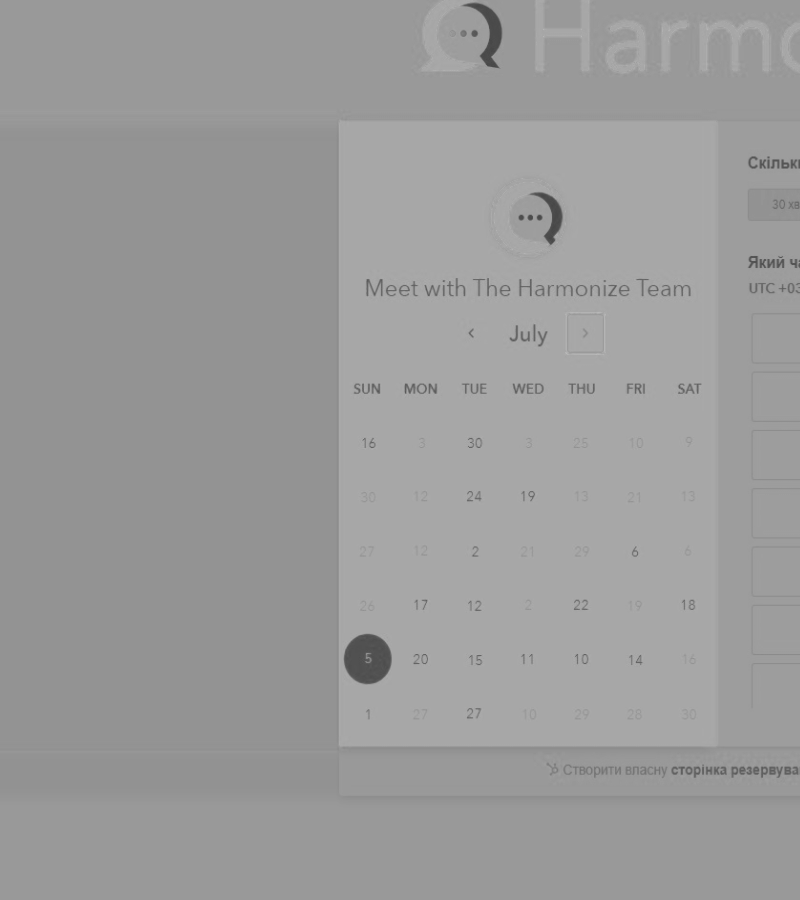 Harmo
Meet with The Harmonize Team
July
SUN MON TUE WED THU FRI SAT
16 3 30 3 25 10 9
30 12 24 19 13 21 13
27 12 2 21 29 6 6
26 17 12 2 22 19 18
5 20 15 11 10 14 16
1 27 27 10 29 28 30
Скільки
30 хв
Який ча
UTC +03
Створити власну сторінка резервува